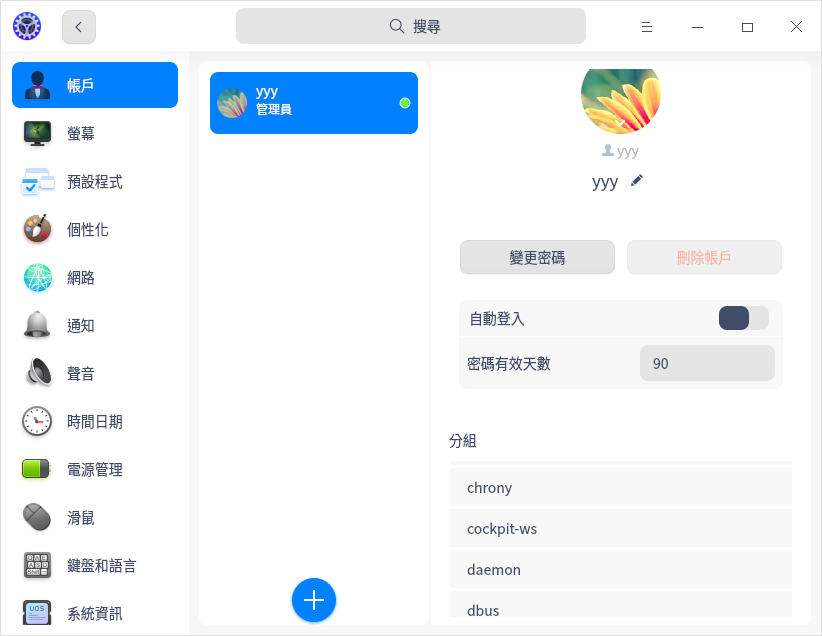 搜尋
帳戶
螢幕
預設程式
個性化
網路
通知
聲音
時間日期
電源管理
滑鼠
鍵盤和語言
UOS
系統資訊
yyy
管理員
yyy
yyy
變更密碼
刪除帳戶
自動登入
密碼有效天數
90
分組
chrony
cockpit-ws
daemon
dbus